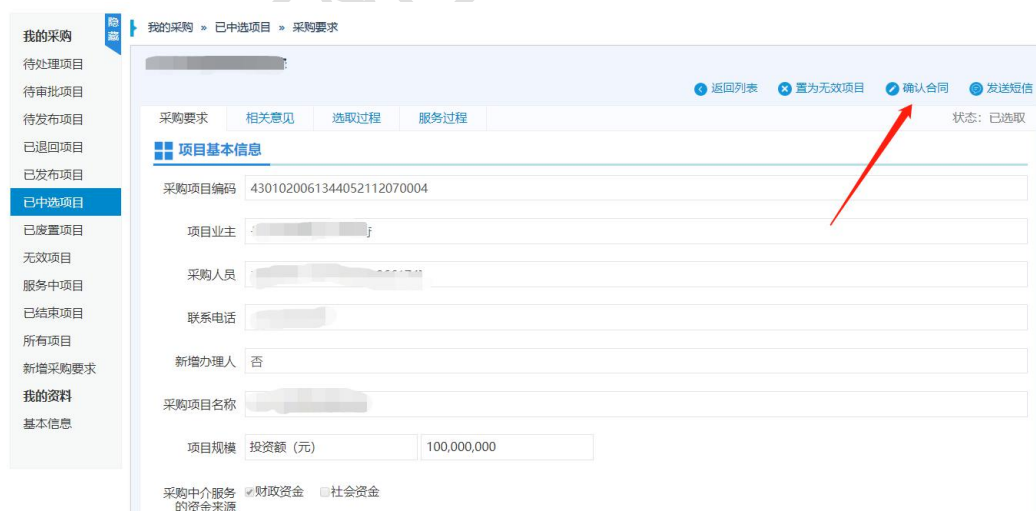 隐藏
我的采购 » 已中选项目 » 采购要求
我的采购
待处理项目
待审批项目
待发布项目
已退回项目
已发布项目
已中选项目
已废置项目
无效项目
服务中项目
已结束项目
所有项目
新增采购要求
我的资料
基本信息
返回列表 置为无效项目 确认合同 发送短信
采购要求 相关意见 选取过程 服务过程 状态：已选取
项目基本信息
采购项目编码 4301020061344052112070004
项目业主
采购人员
联系电话
新增办理人 否
采购项目名称
项目规模 投资额（元） 100,000,000
采购中介服务 财政资金 社会资金
的资金来源